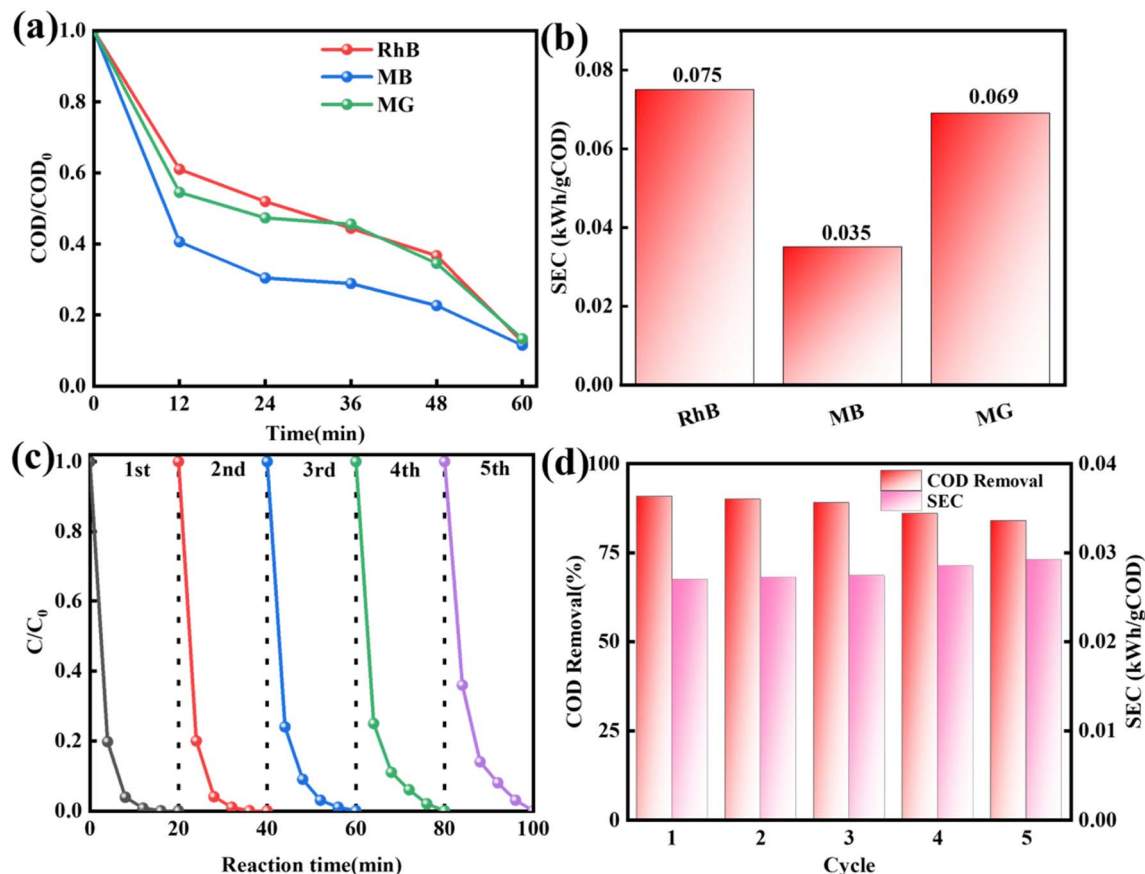 (a)
1.0
0.8
0.6
0.4
0.2
0.0
COD/COD₀
RhB
MB
MG
0
12
24
36
48
60
Time(min)
(b)
0.08
0.06
0.04
0.02
0.00
SEC (kWh/gCOD)
0.075
0.035
0.069
RhB
MB
MG
(c)
1.0
0.8
0.6
0.4
0.2
0.0
C/C₀
1st
2nd
3rd
4th
5th
0
20
40
60
80
100
Reaction time(min)
(d)
100
75
50
25
0
COD Removal(%)
COD Removal
SEC
0.04
0.03
0.02
0.01
0.00
SEC (kWh/gCOD)
1
2
3
4
5
Cycle